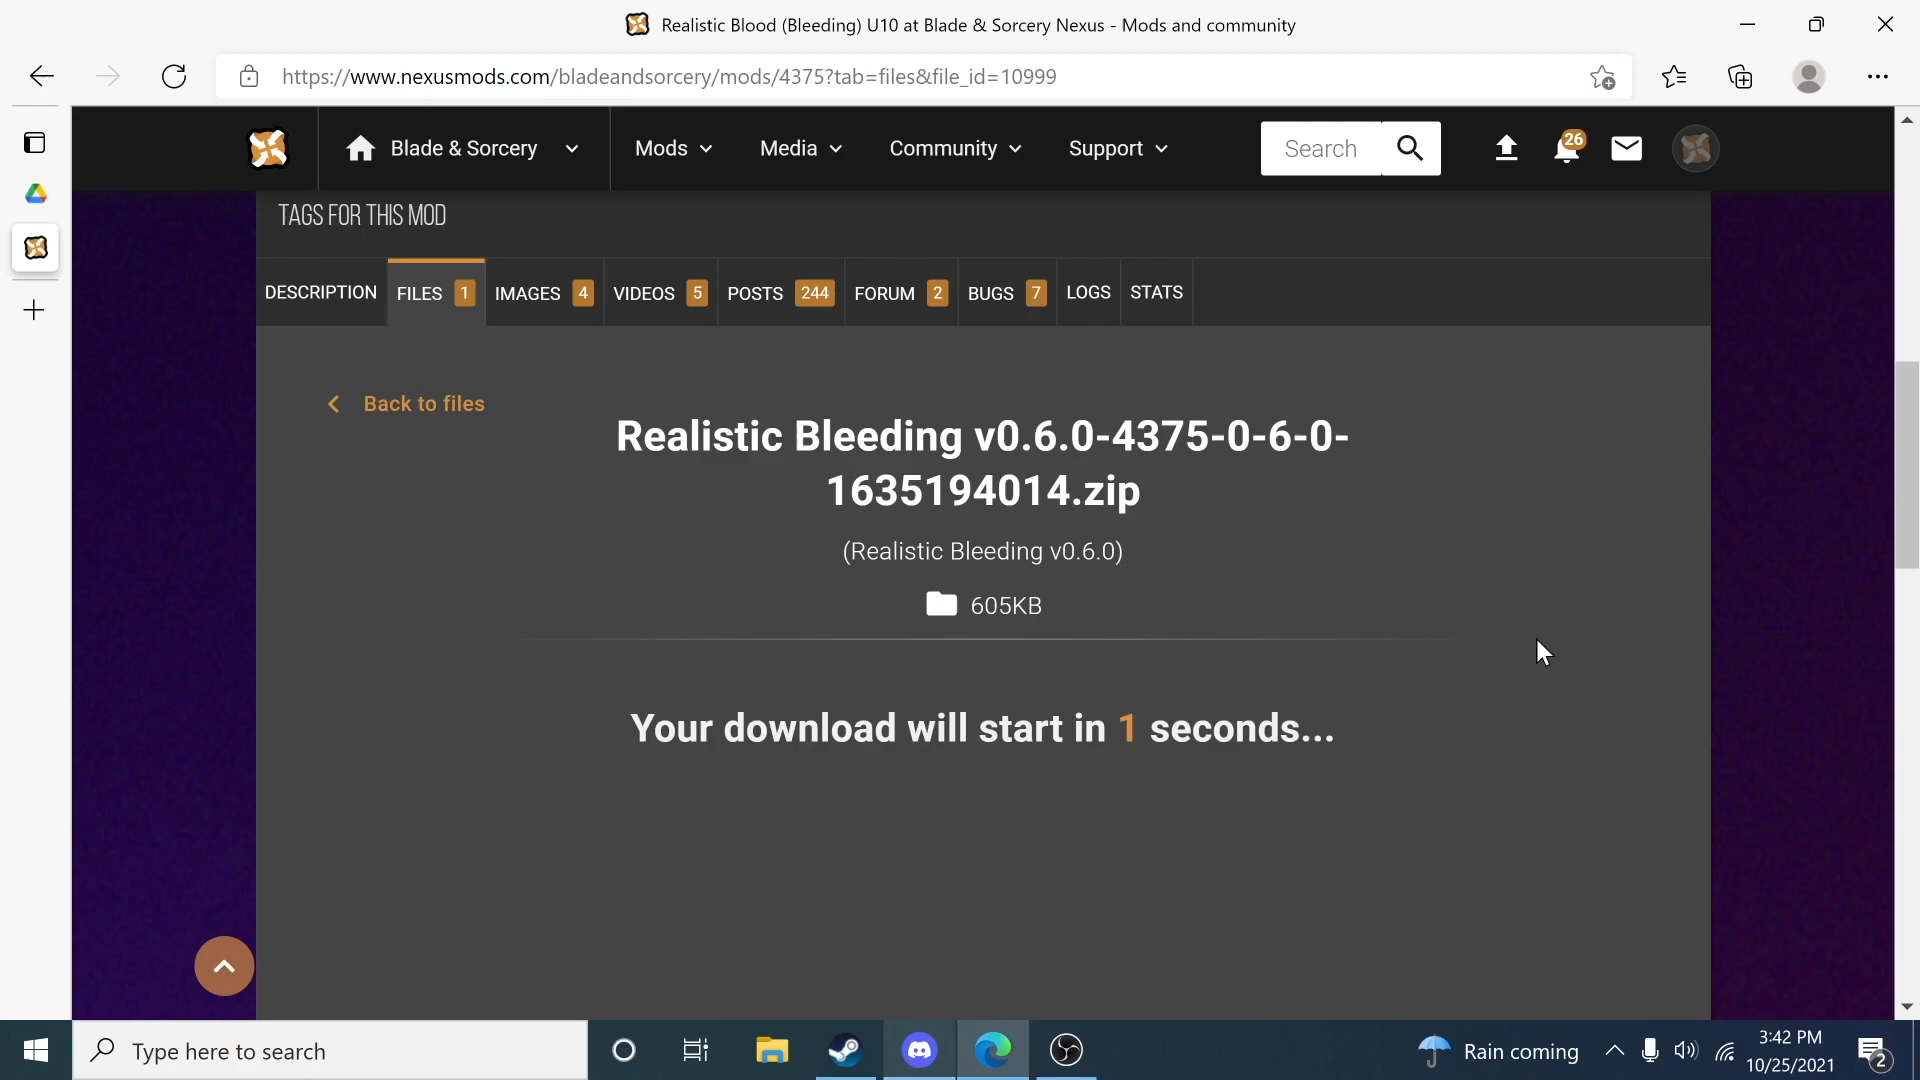 Realistic Blood (Bleeding) U10 at Blade & Sorcery Nexus - Mods and community
https://www.nexusmods.com/bladeandsorcery/mods/4375?tab=files&file_id=10999
Blade & Sorcery Mods Media Community Support Search 26
TAGS FOR THIS MOD
DESCRIPTION FILES 1 IMAGES 4 VIDEOS 5 POSTS 244 FORUM 2 BUGS 7 LOGS STATS
Back to files
Realistic Bleeding v0.6.0-4375-0-6-0-
1635194014.zip
(Realistic Bleeding v0.6.0)
605KB
Your download will start in 1 seconds...
Type here to search
Rain coming
3:42 PM
10/25/2021
2